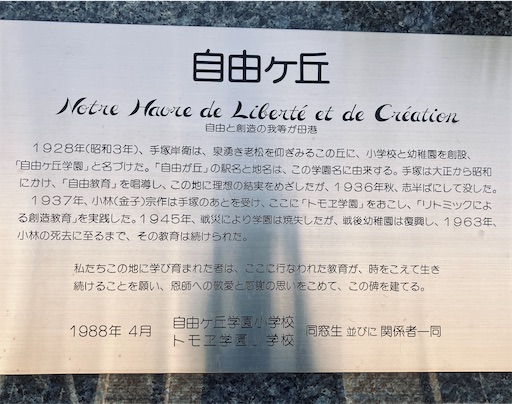 自由ヶ丘
Notre Havre de Liberté et de Création
自由と創造の我等が母港
1928年(昭和3年)、手塚岸衛は、泉湧き老松を仰ぎみるこの丘に、小学校と幼稚園を創設、
「自由ヶ丘学園」と名づけた。「自由が丘」の駅名と地名は、この学園名に由来する。手塚は大正から昭和
にかけ、「自由教育」を唱導し、この地に理想の結実をめざしたが、1936年秋、志半ばにして没した。
1937年、小林(金子)宗作は手塚のあとを受け、ここに「トモヱ学園」をおこし、「リトミックによ
る創造教育」を実践した。1945年、戦災により学園は焼失したが、戦後幼稚園は復興し、1963年、
小林の死去に至るまで、その教育は続けられた。
私たちこの地に学び育まれた者は、ここに行なわれた教育が、時をこえて生き
続けることを願い、恩師への敬愛と感謝の思いをこめて、この碑を建てる。
1988年 4月 自由ヶ丘学園小学校
トモヱ学園小学校 同窓生 並びに 関係者一同